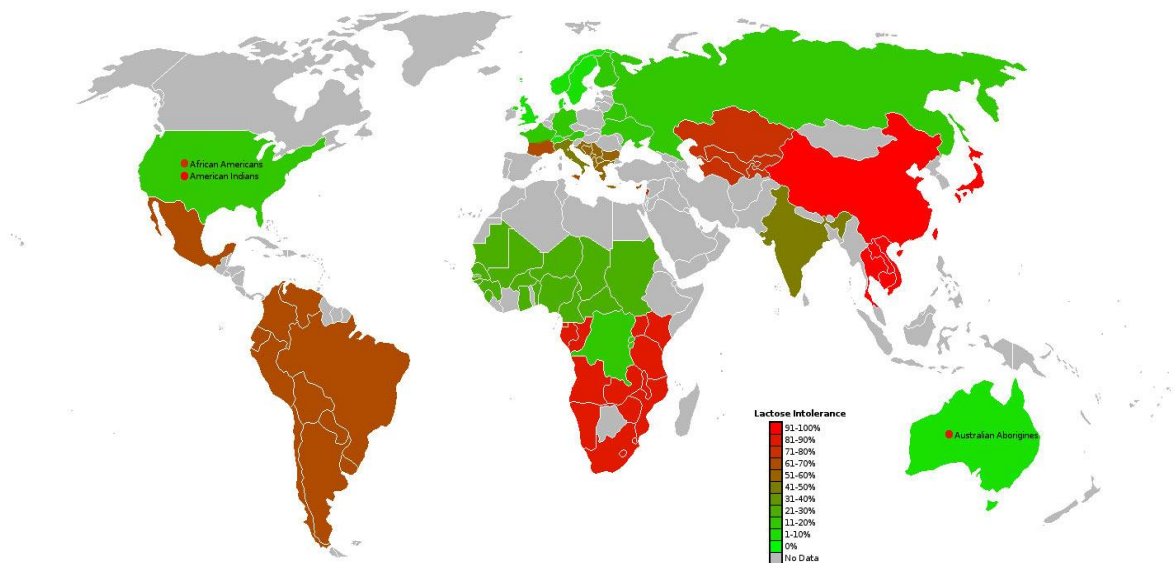 African Americans
American Indians
Lactose Intolerance
91-100%
81-90%
71-80%
61-70%
51-60%
41-50%
31-40%
21-30%
11-20%
1-10%
0%
No Data
Australian Aborigines